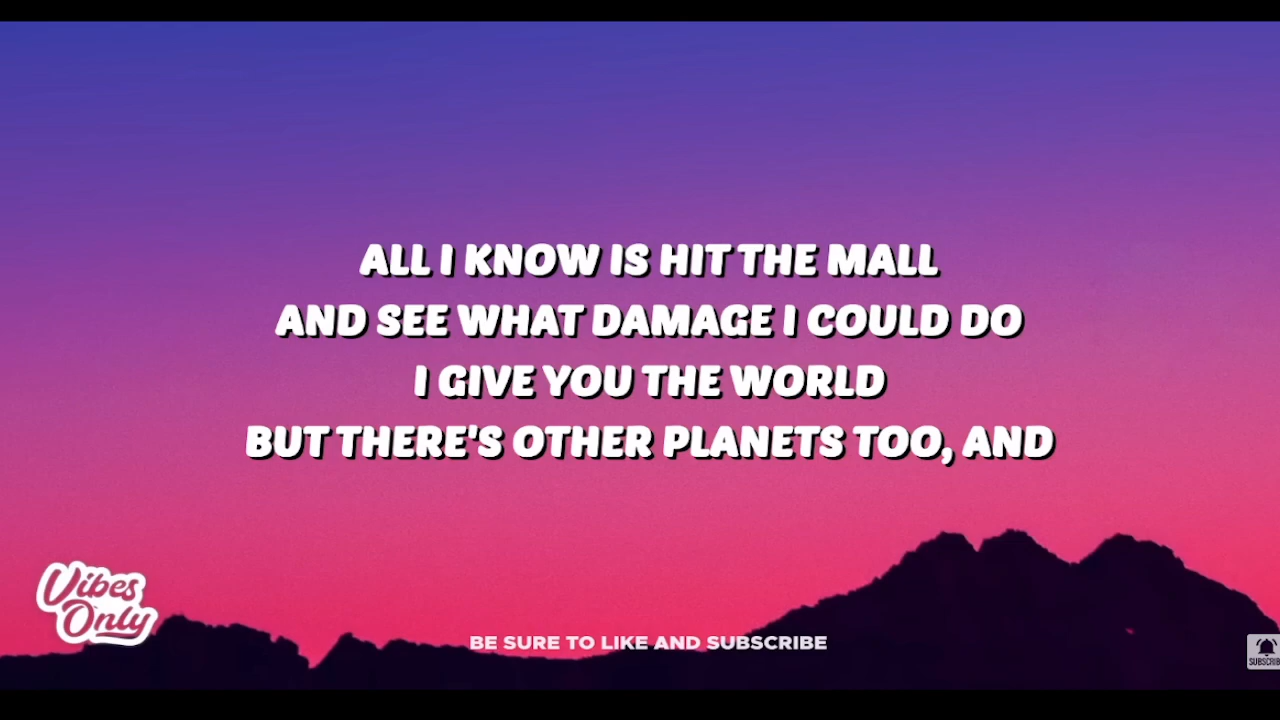 ALL I KNOW IS HIT THE MALL
AND SEE WHAT DAMAGE I COULD DO
I GIVE YOU THE WORLD
BUT THERE'S OTHER PLANETS TOO, AND
Vibes
Only
BE SURE TO LIKE AND SUBSCRIBE
SUBSCRIB